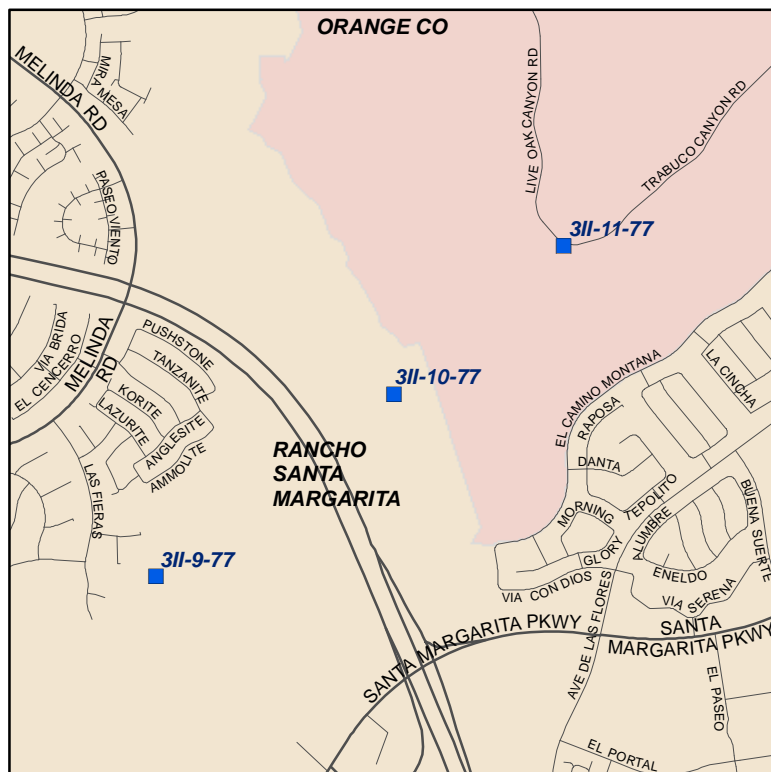 ORANGE CO
MELINDA RD
MIRA MESA
LIVE OAK CANYON RD
TRABUCO CANYON RD
PASEO VIENTO
3II-11-77
VIA BRIDA
EL CENCERRO
MELINDA
RD
PUSHSTONE
TANZANITE
KORITE
LAZURITE
ANGLESITE
AMMOLITE
3II-10-77
EL CAMINO MONTANA
LA CINCHA
RAPOSA
RANCHO
SANTA
MARGARITA
DANTA
LAS FIERAS
TEPOLITO
MORNING
GLORY
ALUMBRE
BUENA SUERTE
3II-9-77
ENELDO
VIA CON DIOS
VIA SERENA
AVE DE LAS FLORES
SANTA MARGARITA PKWY
SANTA
MARGARITA PKWY
EL PASEO
EL PORTAL